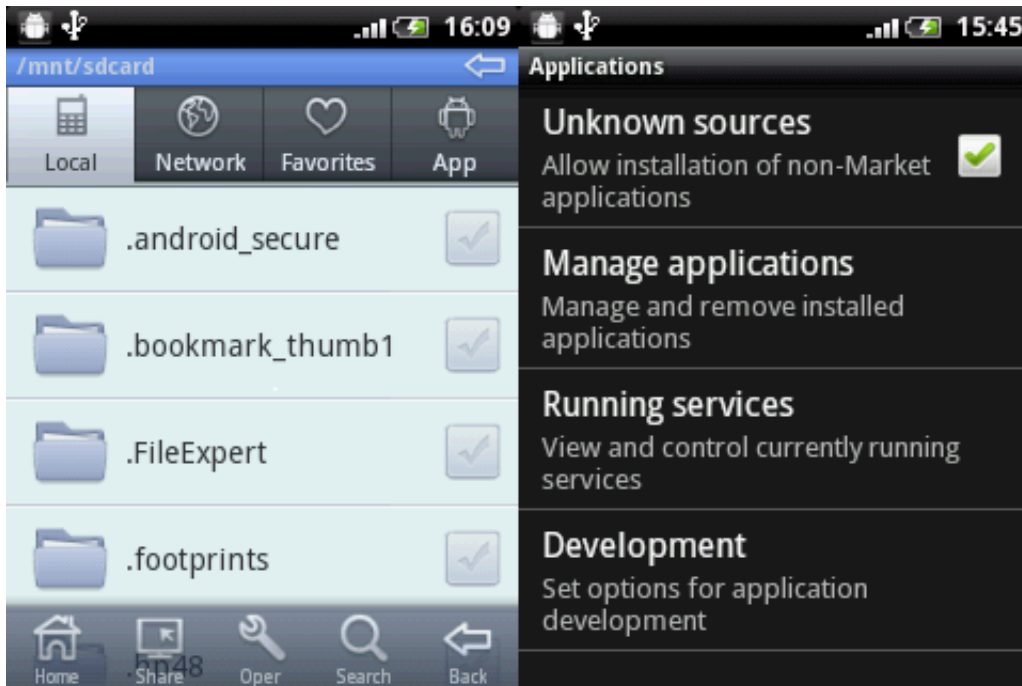 16:09
/mnt/sdcard
Local Network Favorites App
.android_secure
.bookmark_thumb1
.FileExpert
.footprints
.hp48
Home Share Oper Search Back
15:45
Applications
Unknown sources
Allow installation of non-Market
applications
Manage applications
Manage and remove installed
applications
Running services
View and control currently running
services
Development
Set options for application
development